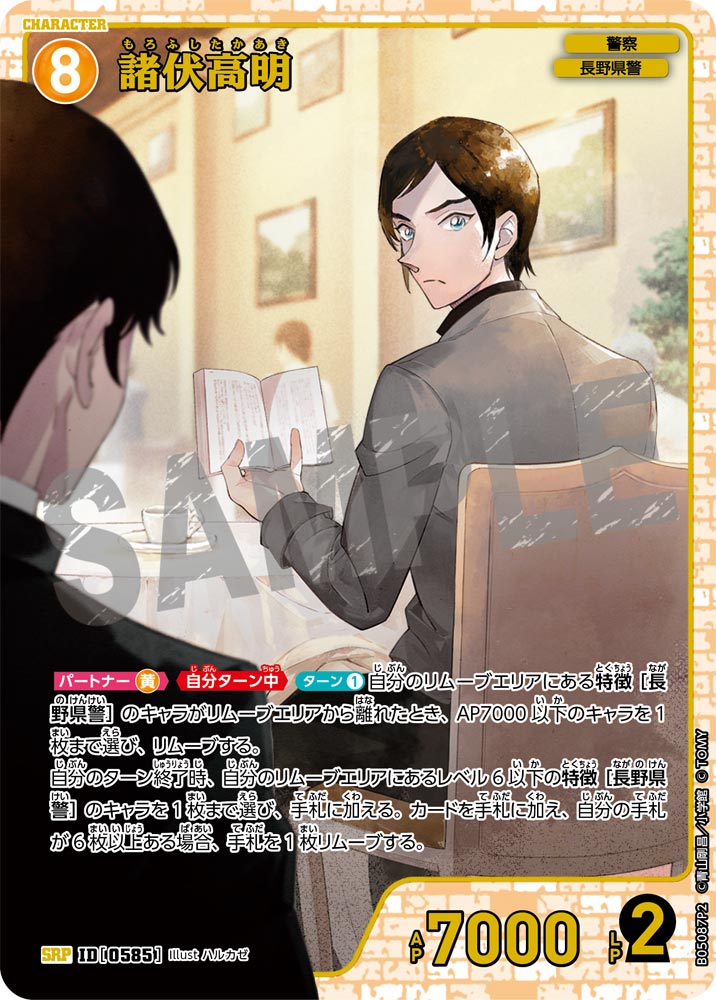 CHARACTER
8
もろふしたかあき
諸伏高明
警察
長野県警
SAMPLE
パートナー 黄 自分ターン中 ターン1 自分のリムーブエリアにある特徴［長
野県警］のキャラがリムーブエリアから離れたとき、AP7000以下のキャラを1
枚まで選び、リムーブする。
自分のターン終了時、自分のリムーブエリアにあるレベル6以下の特徴［長野県
警］のキャラを1枚まで選び、手札に加える。カードを手札に加え、自分の手札
が6枚以上ある場合、手札を1枚リムーブする。
SRP ID[0585] Illust ハルカゼ
AP 7000 LP 2
B05087P2 ©青山剛昌／小学館 ©TOMY